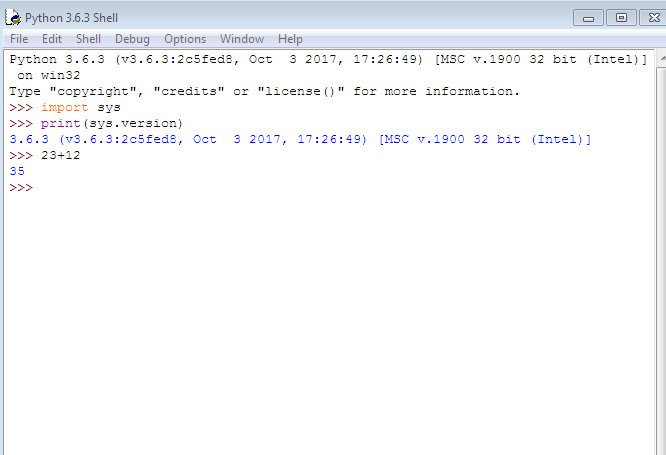 Python 3.6.3 Shell
File Edit Shell Debug Options Window Help
Python 3.6.3 (v3.6.3:2c5fed8, Oct  3 2017, 17:26:49) [MSC v.1900 32 bit (Intel)]
 on win32
Type "copyright", "credits" or "license()" for more information.
>>> import sys
>>> print(sys.version)
3.6.3 (v3.6.3:2c5fed8, Oct  3 2017, 17:26:49) [MSC v.1900 32 bit (Intel)]
>>> 23+12
35
>>>